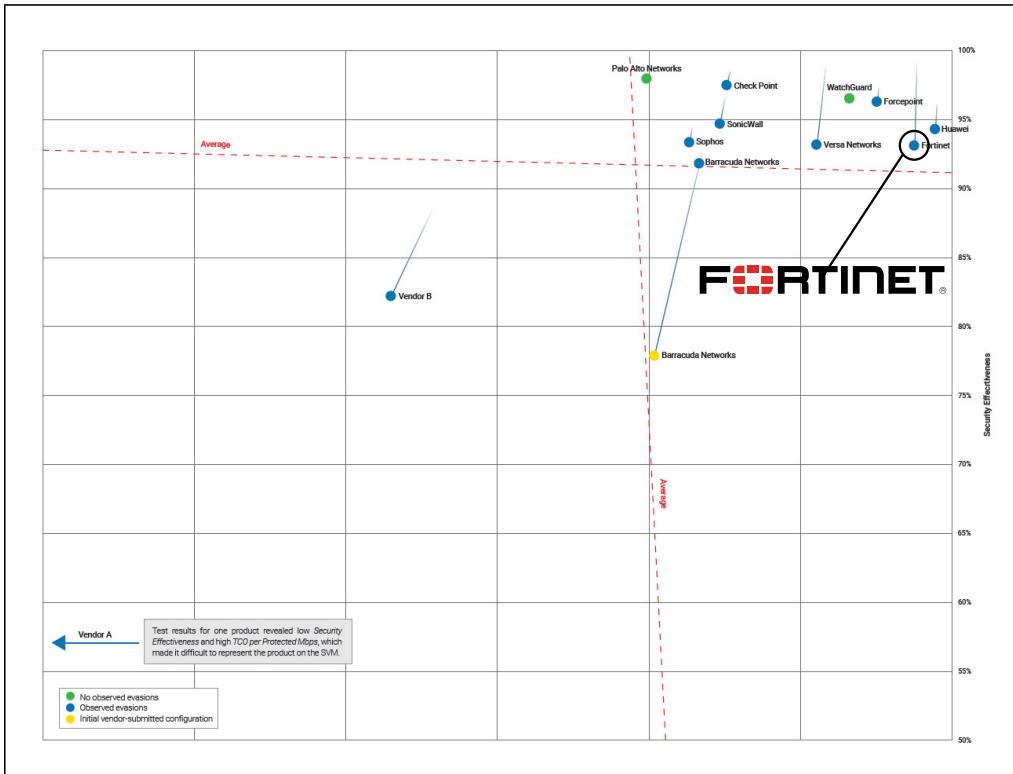 100%
Palo Alto Networks
Check Point
WatchGuard
Forcepoint
95%
SonicWall
Huawei
Sophos
Versa Networks
Fortinet
Average
Barracuda Networks
90%
85%
FORTINET®
Vendor B
80%
Barracuda Networks
75%
Security Effecrtiveness
70%
Average
65%
60%
Vendor A
Test results for one product revealed low Security
Effectiveness and high TCO per Protected Mbps, which
made it difficult to represent the product on the SVM.
55%
No observed evasions
Observed evasions
Initial vendor-submitted configuration
50%